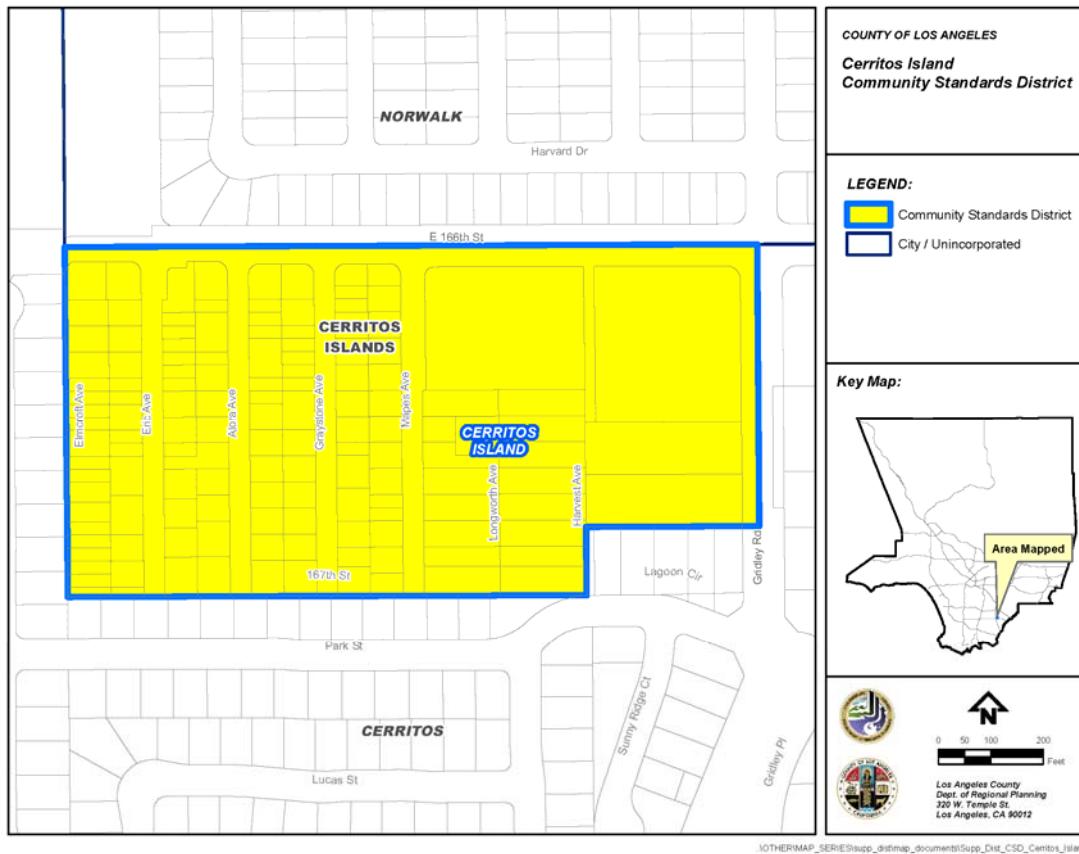 NORWALK
Harvard Dr
E 166th St
CERRITOS
ISLANDS
Elmcroft Ave
Eric Ave
Alora Ave
Graystone Ave
Mapes Ave
CERRITOS
ISLAND
Longworth Ave
Harvest Ave
167th St
Lagoon Cir
Gridley Rd
Park St
CERRITOS
Sunny Ridge Ct
Gridley Pl
Lucas St
COUNTY OF LOS ANGELES
Cerritos Island
Community Standards District
LEGEND:
Community Standards District
City / Unincorporated
Key Map:
Area Mapped
N
0 50 100 200
Feet
Los Angeles County
Dept. of Regional Planning
320 W. Temple St.
Los Angeles, CA 90012